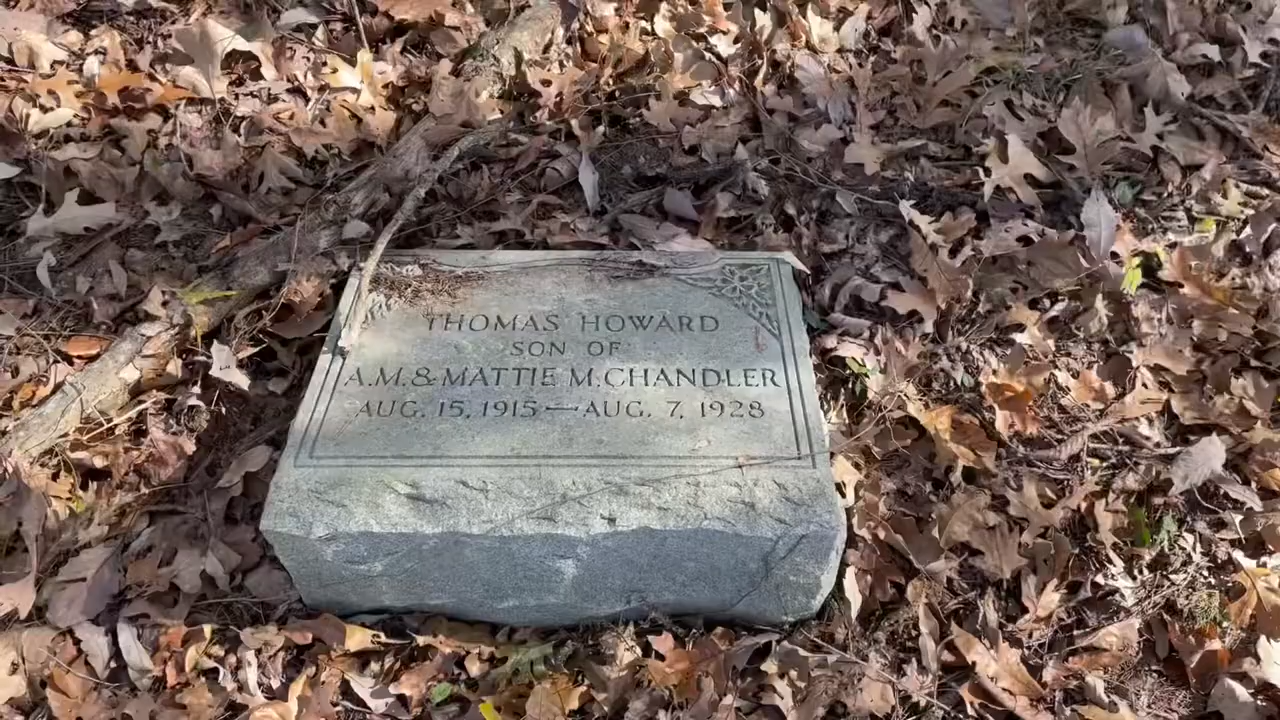 THOMAS HOWARD
SON OF
A.M. & MATTIE M. CHANDLER
AUG. 15, 1915 — AUG. 7, 1928